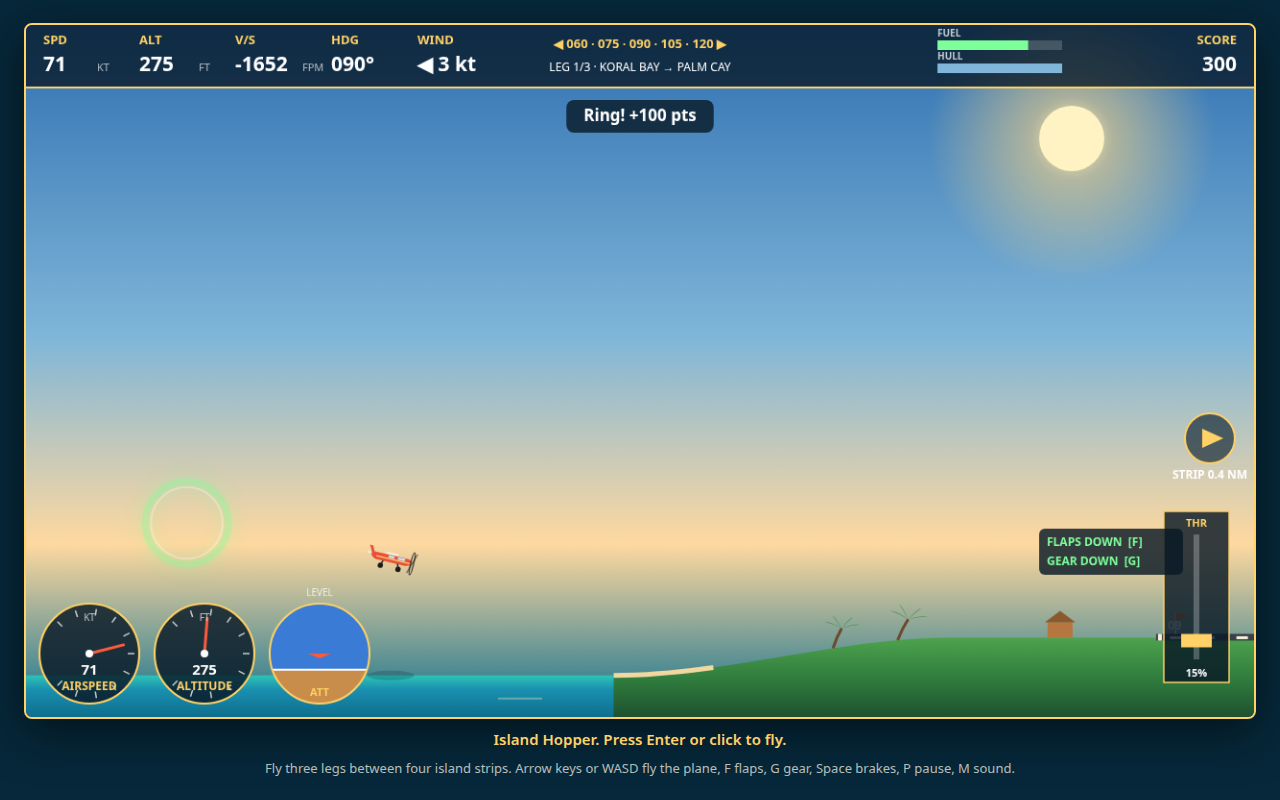 SPD
71 KT
ALT
275 FT
V/S
-1652 FPM
HDG
090°
WIND
◀ 3 kt
◀ 060 · 075 · 090 · 105 · 120 ▶
LEG 1/3 · KORAL BAY → PALM CAY
FUEL
HULL
SCORE
300
Ring! +100 pts
STRIP 0.4 NM
THR
FLAPS DOWN [F]
GEAR DOWN [G]
09
15%
KT
71
AIRSPEED
FT
275
ALTITUDE
LEVEL
ATT
Island Hopper. Press Enter or click to fly.
Fly three legs between four island strips. Arrow keys or WASD fly the plane, F flaps, G gear, Space brakes, P pause, M sound.